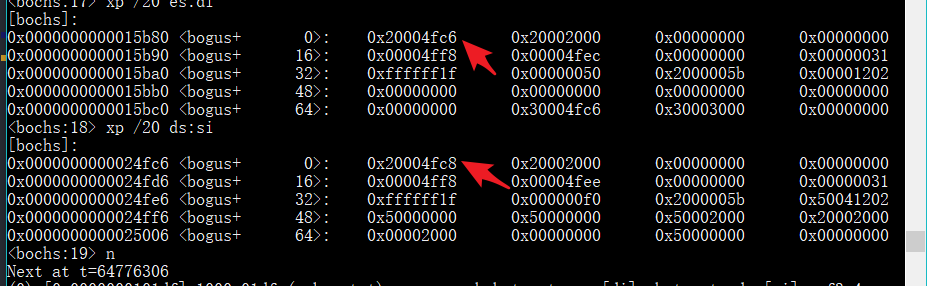 <bochs:17> xp /20 es:di
[bochs]:
0x0000000000015b80 <bogus+       0>:    0x20004fc6      0x20002000      0x00000000      0x00000000
0x0000000000015b90 <bogus+      16>:    0x00004ff8      0x00004fec      0x00000000      0x00000031
0x0000000000015ba0 <bogus+      32>:    0xffffff1f      0x00000050      0x2000005b      0x00001202
0x0000000000015bb0 <bogus+      48>:    0x00000000      0x00000000      0x00000000      0x00000000
0x0000000000015bc0 <bogus+      64>:    0x00000000      0x30004fc6      0x30003000      0x00000000
<bochs:18> xp /20 ds:si
[bochs]:
0x0000000000024fc6 <bogus+       0>:    0x20004fc8      0x20002000      0x00000000      0x00000000
0x0000000000024fd6 <bogus+      16>:    0x00004ff8      0x00004fee      0x00000000      0x00000031
0x0000000000024fe6 <bogus+      32>:    0xffffff1f      0x000000f0      0x2000005b      0x50041202
0x0000000000024ff6 <bogus+      48>:    0x50000000      0x50000000      0x50002000      0x20002000
0x0000000000025006 <bogus+      64>:    0x00002000      0x00000000      0x50000000      0x00000000
<bochs:19> n
Next at t=64776306